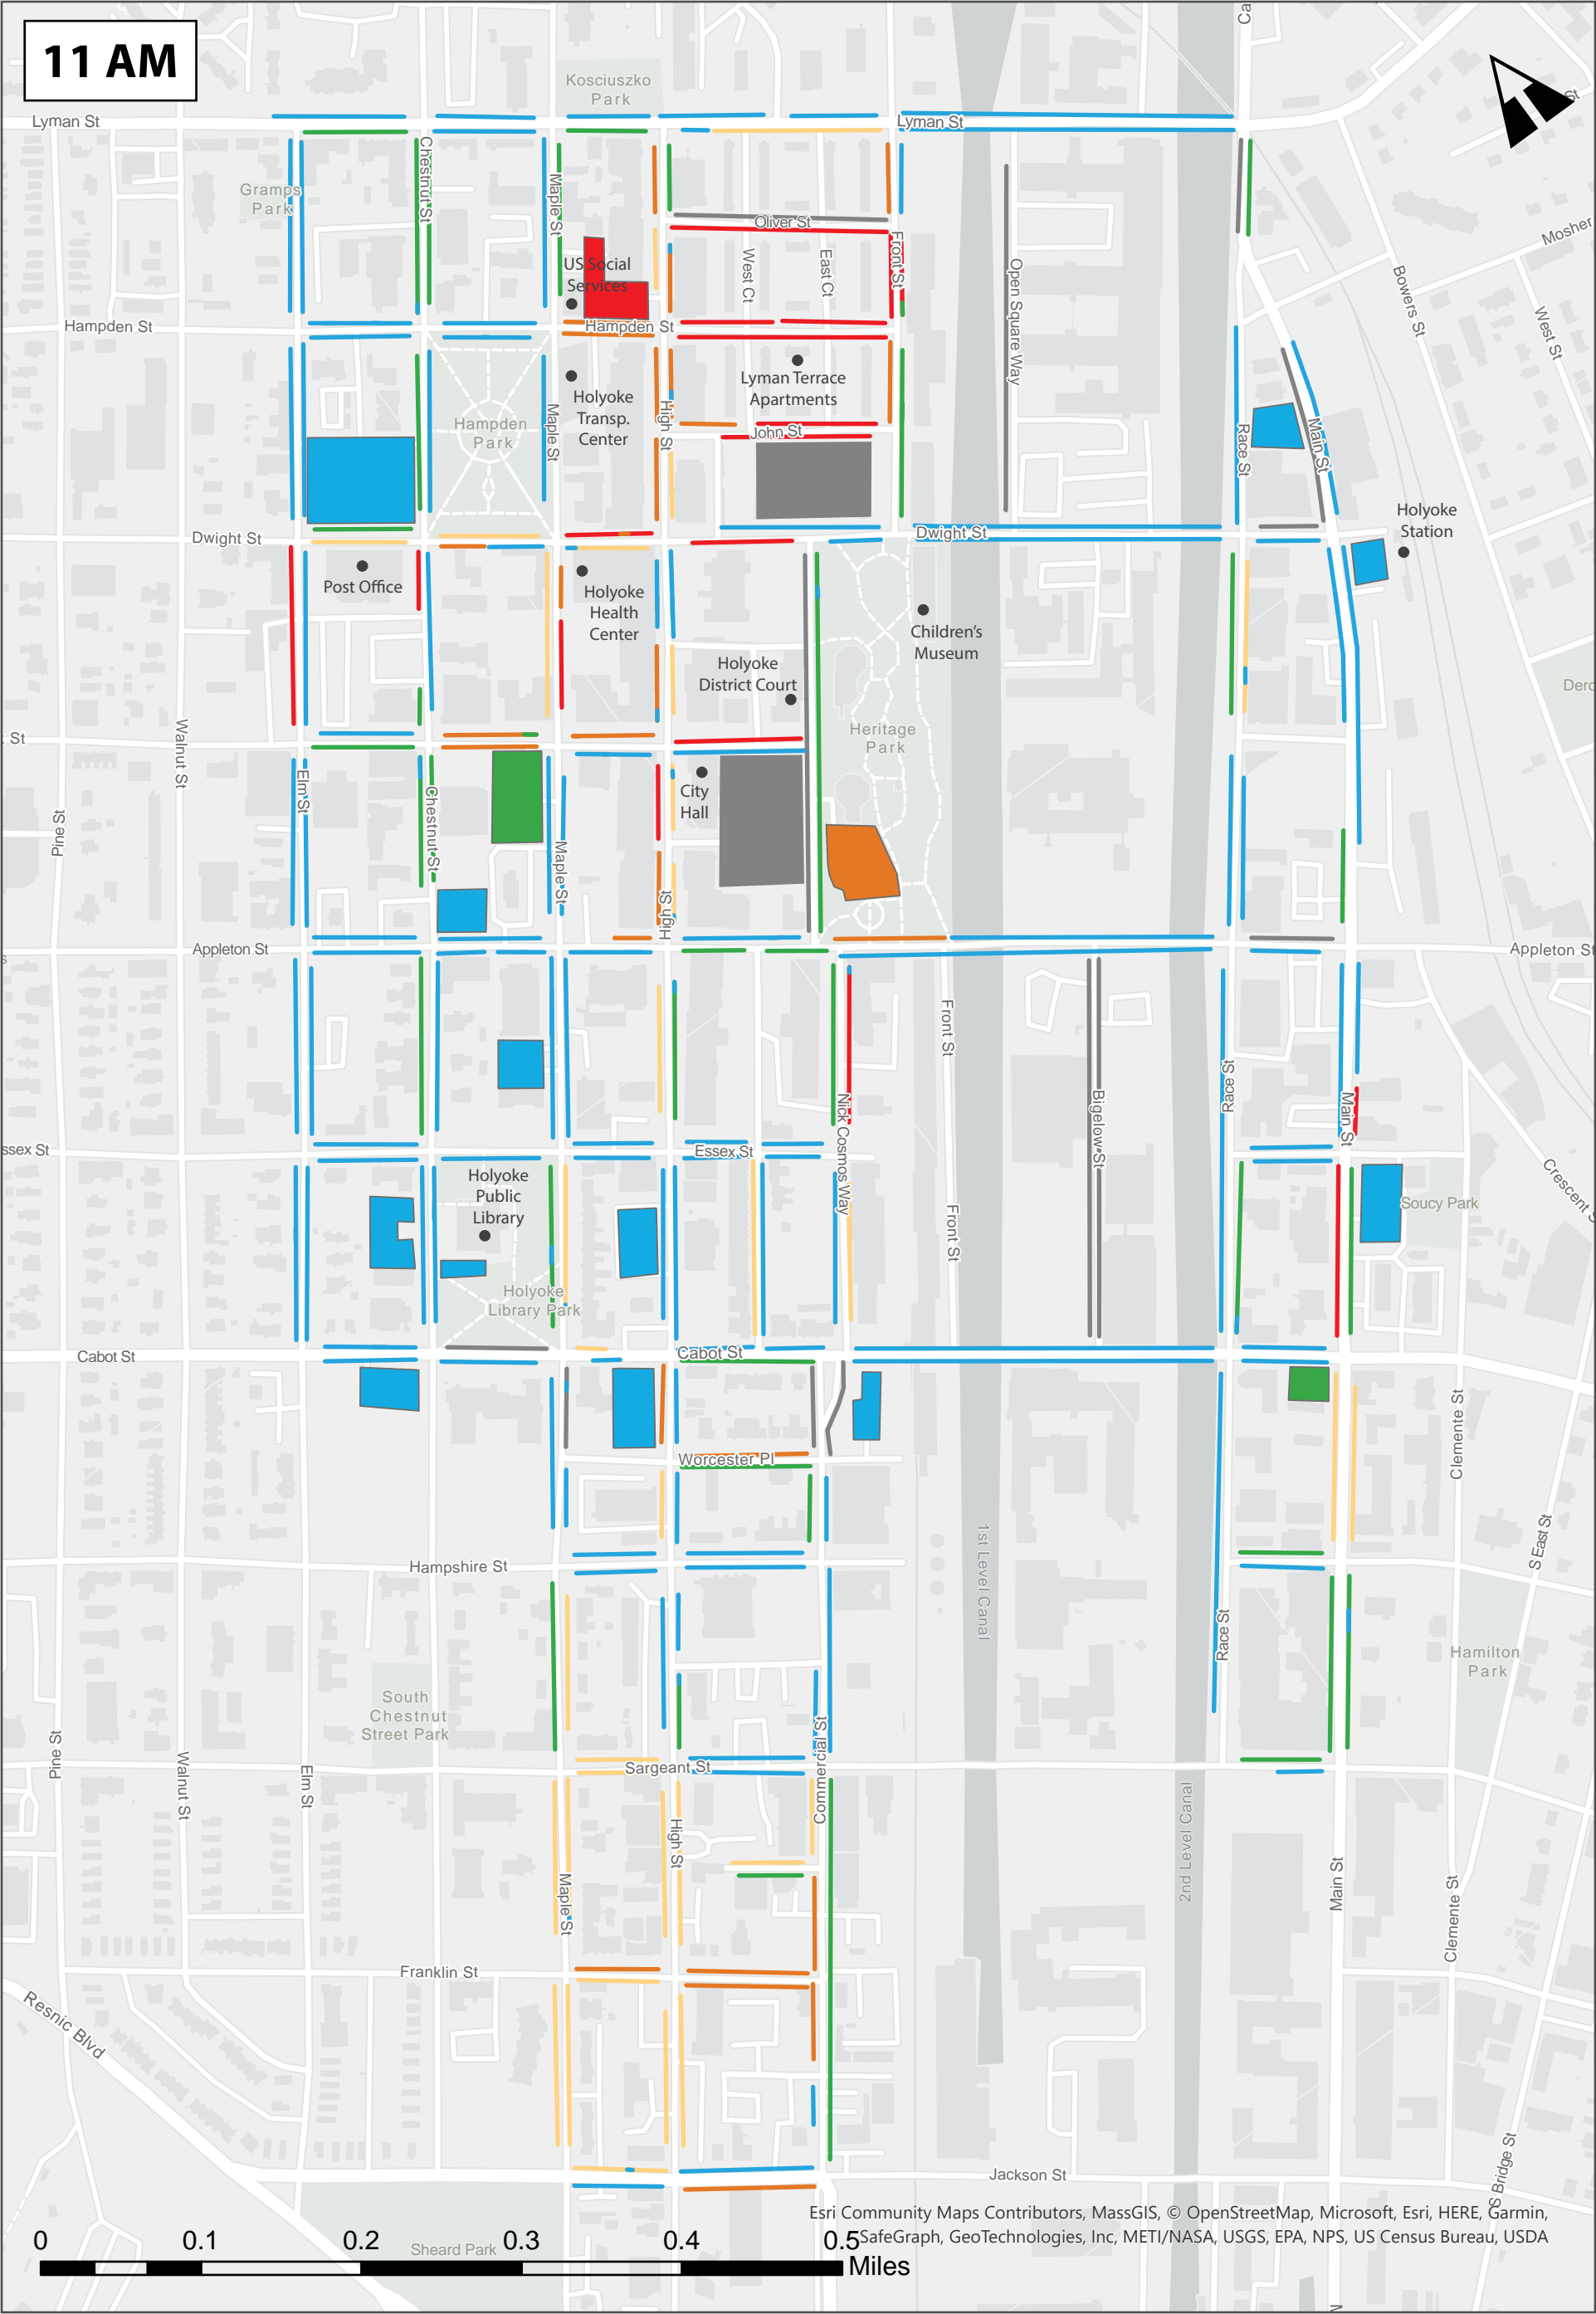 11 AM
Ca
Kosciuszko
Park
St
Lyman St
Lyman St
Chestnut St
Maple St
Gramps
Park
Oliver St
Mosher
Front St
West Ct
East Ct
Open Square Way
Bowers St
West St
US Social
Services
Hampden St
Hampden St
Lyman Terrace
Apartments
Holyoke
Transp.
Center
Hampden
Park
Maple St
High St
John St
Race St
Main St
Holyoke
Station
Dwight St
Dwight St
Post Office
Holyoke
Health
Center
Children's
Museum
Holyoke
District Court
Derc
Heritage
Park
St
Walnut St
Elm St
Pine St
City
Hall
Chestnut St
Maple St
High St
Appleton St
Appleton St
s
Front St
Race St
Nick Cosmos Way
Bigelow St
Main St
ssex St
Essex St
Holyoke
Public
Library
Crescent S
Soucy Park
Front St
Holyoke
Library Park
Cabot St
Cabot St
Clemente St
Worcester Pl
Hampshire St
1st Level Canal
S East St
Race St
Hamilton
Park
South
Chestnut
Street Park
Pine St
Walnut St
Elm St
Sargeant St
Commercial St
2nd Level Canal
High St
Maple St
Main St
Clemente St
Franklin St
Resnic Blvd
Jackson St
S Bridge St
Sheard Park
Esri Community Maps Contributors, MassGIS, © OpenStreetMap, Microsoft, Esri, HERE, Garmin,
SafeGraph, GeoTechnologies, Inc, METI/NASA, USGS, EPA, NPS, US Census Bureau, USDA
0 0.1 0.2 0.3 0.4 0.5
Miles